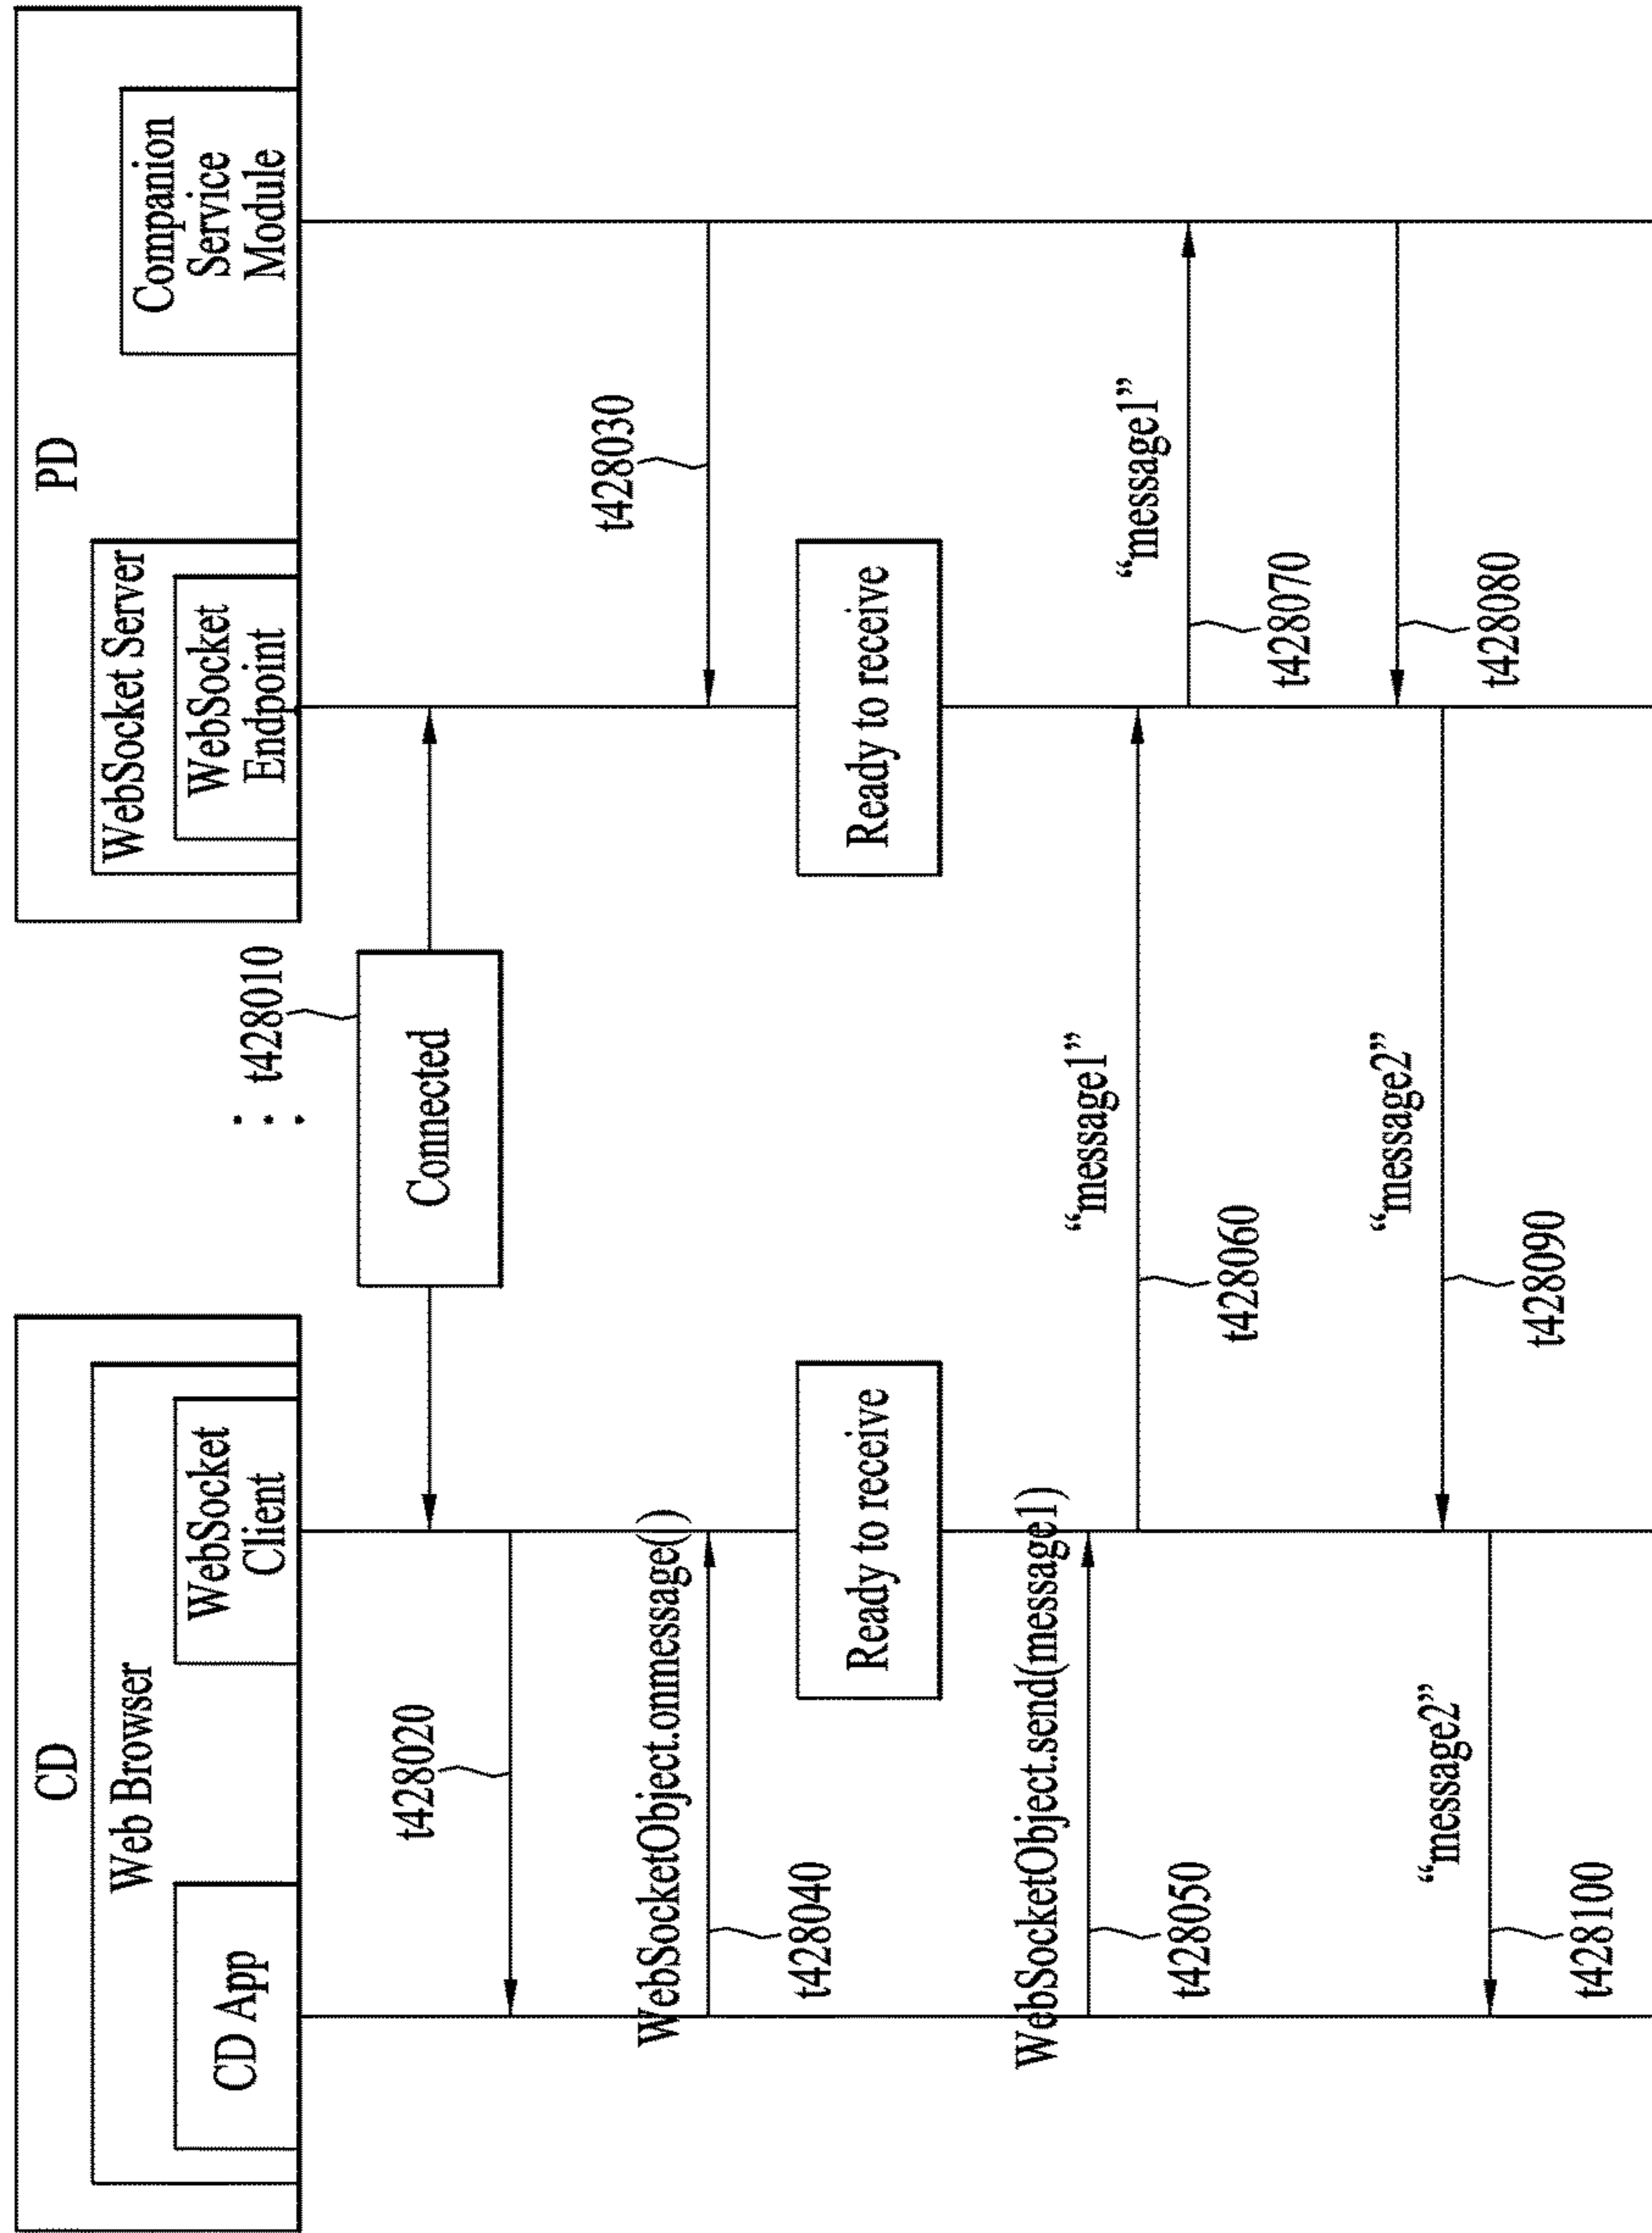 CD
Web Browser
CD App
WebSocket
Client
PD
WebSocket Server
WebSocket
Endpoint
Companion
Service
Module
t428010
Connected
t428020
WebSocketObject.onmessage()
t428040
t428030
Ready to receive
Ready to receive
WebSocketObject.send(message1)
t428050
“message1”
t428060
“message1”
t428070
t428080
“message2”
t428090
“message2”
t428100